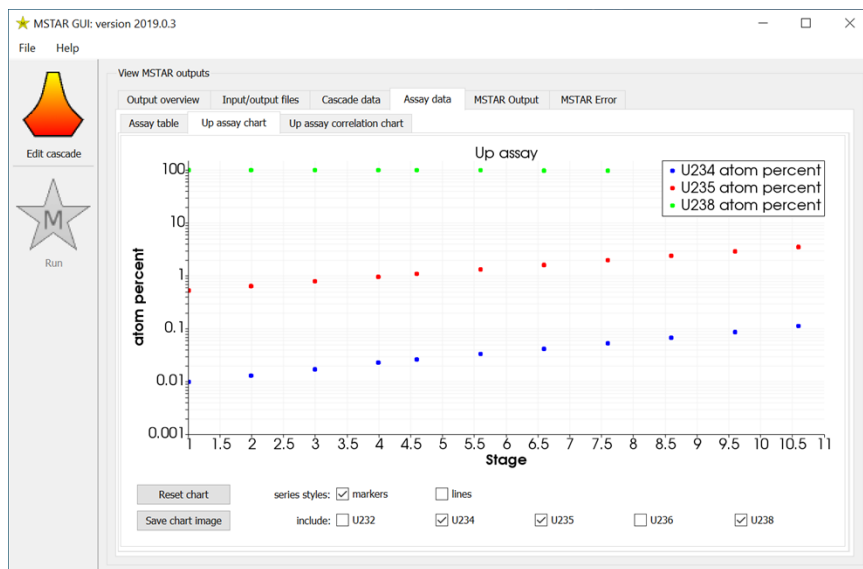 MSTAR GUI: version 2019.0.3
File Help
View MSTAR outputs
Output overview Input/output files Cascade data Assay data MSTAR Output MSTAR Error
Assay table Up assay chart Up assay correlation chart
Edit cascade
M
Run
Up assay
U234 atom percent
U235 atom percent
U238 atom percent
atom percent
100
10
1
0.1
0.01
0.001
1 1.5 2 2.5 3 3.5 4 4.5 5 5.5 6 6.5 7 7.5 8 8.5 9 9.5 10 10.5 11
Stage
Reset chart series styles: markers lines
Save chart image include: U232 U234 U235 U236 U238